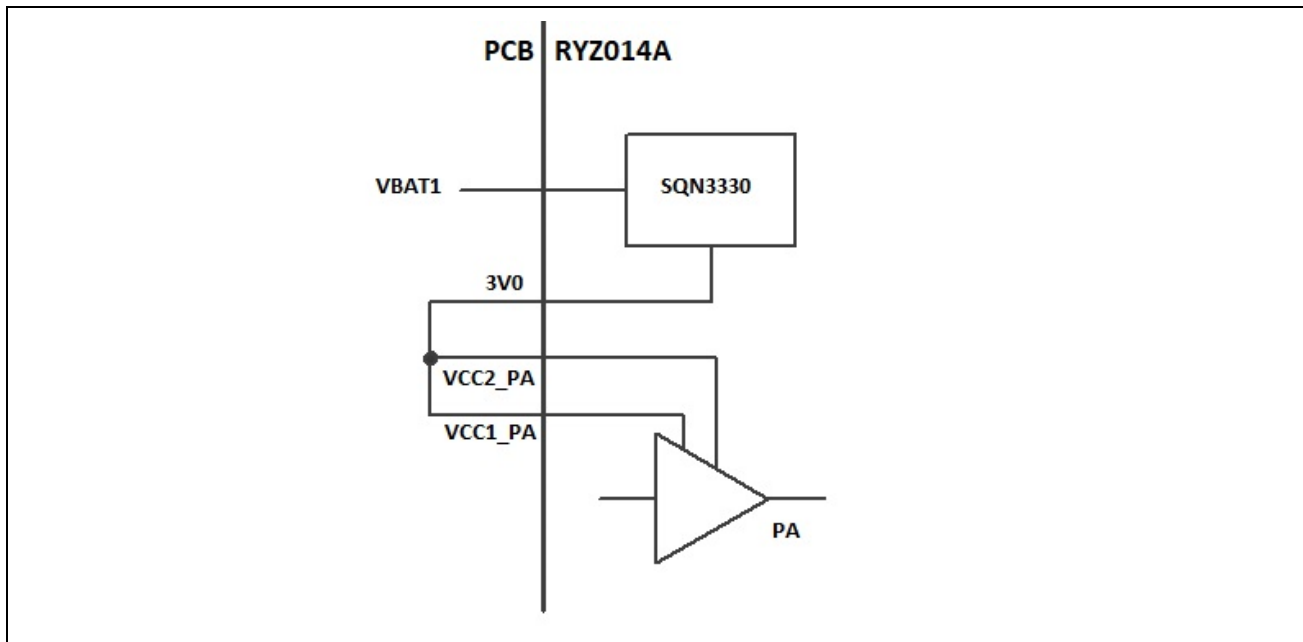 PCB RYZ014A
VBAT1
SQN3330
3V0
VCC2_PA
VCC1_PA
PA